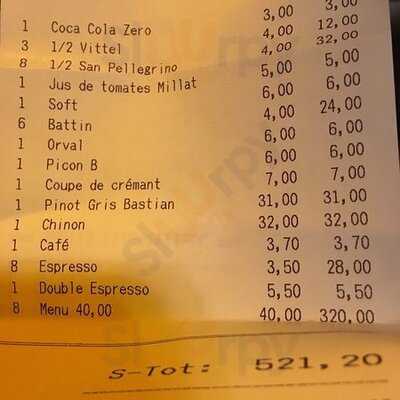 1 Coca Cola Zero 3,00 3,00
3 1/2 Vittel 4,00 12,00
8 1/2 San Pellegrino 4,00 32,00
1 Jus de tomates Millat 5,00 5,00
1 Soft 6,00 6,00
6 Battin 4,00 24,00
1 Orval 6,00 6,00
1 Picon B 6,00 6,00
1 Coupe de crémant 7,00 7,00
1 Pinot Gris Bastian 31,00 31,00
1 Chinon 32,00 32,00
1 Café 3,70 3,70
8 Espresso 3,50 28,00
1 Double Espresso 5,50 5,50
8 Menu 40,00 40,00 320,00
S-Tot: 521,20